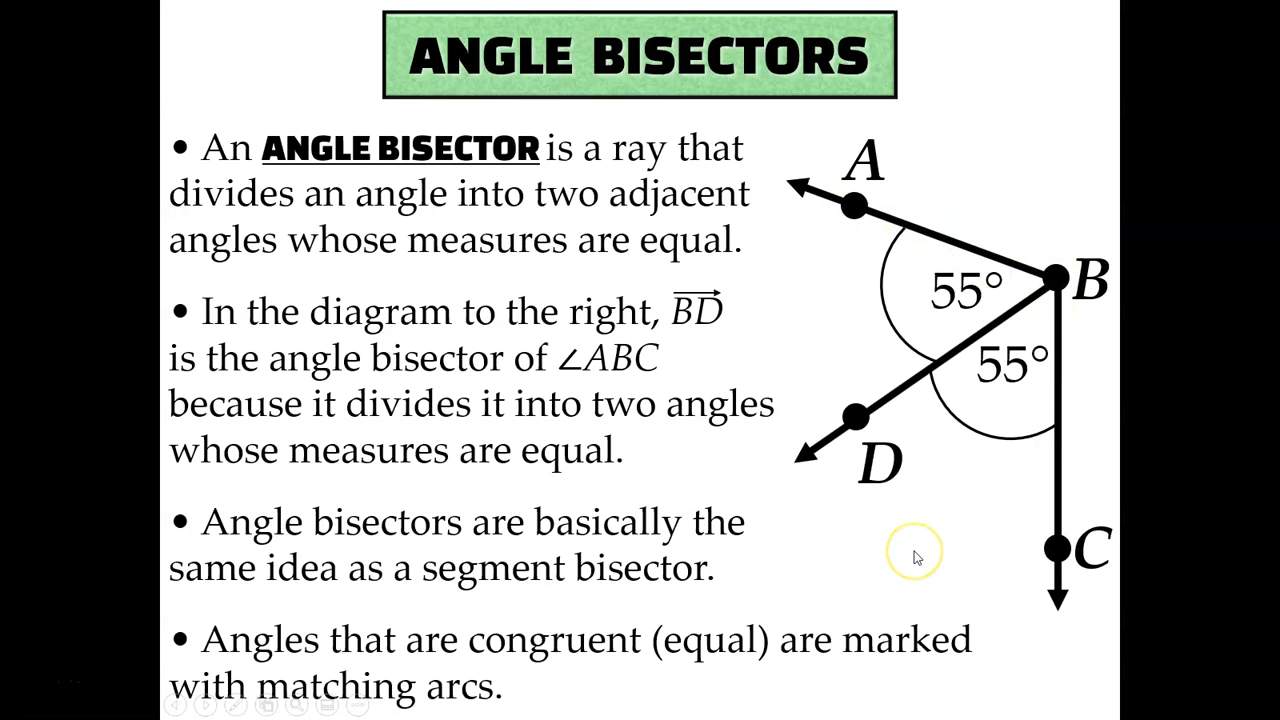 ANGLE BISECTORS
• An ANGLE BISECTOR is a ray that
divides an angle into two adjacent
angles whose measures are equal.
• In the diagram to the right, BD
is the angle bisector of ∠ABC
because it divides it into two angles
whose measures are equal.
• Angle bisectors are basically the
same idea as a segment bisector.
• Angles that are congruent (equal) are marked
with matching arcs.
A
B
55°
55°
D
C